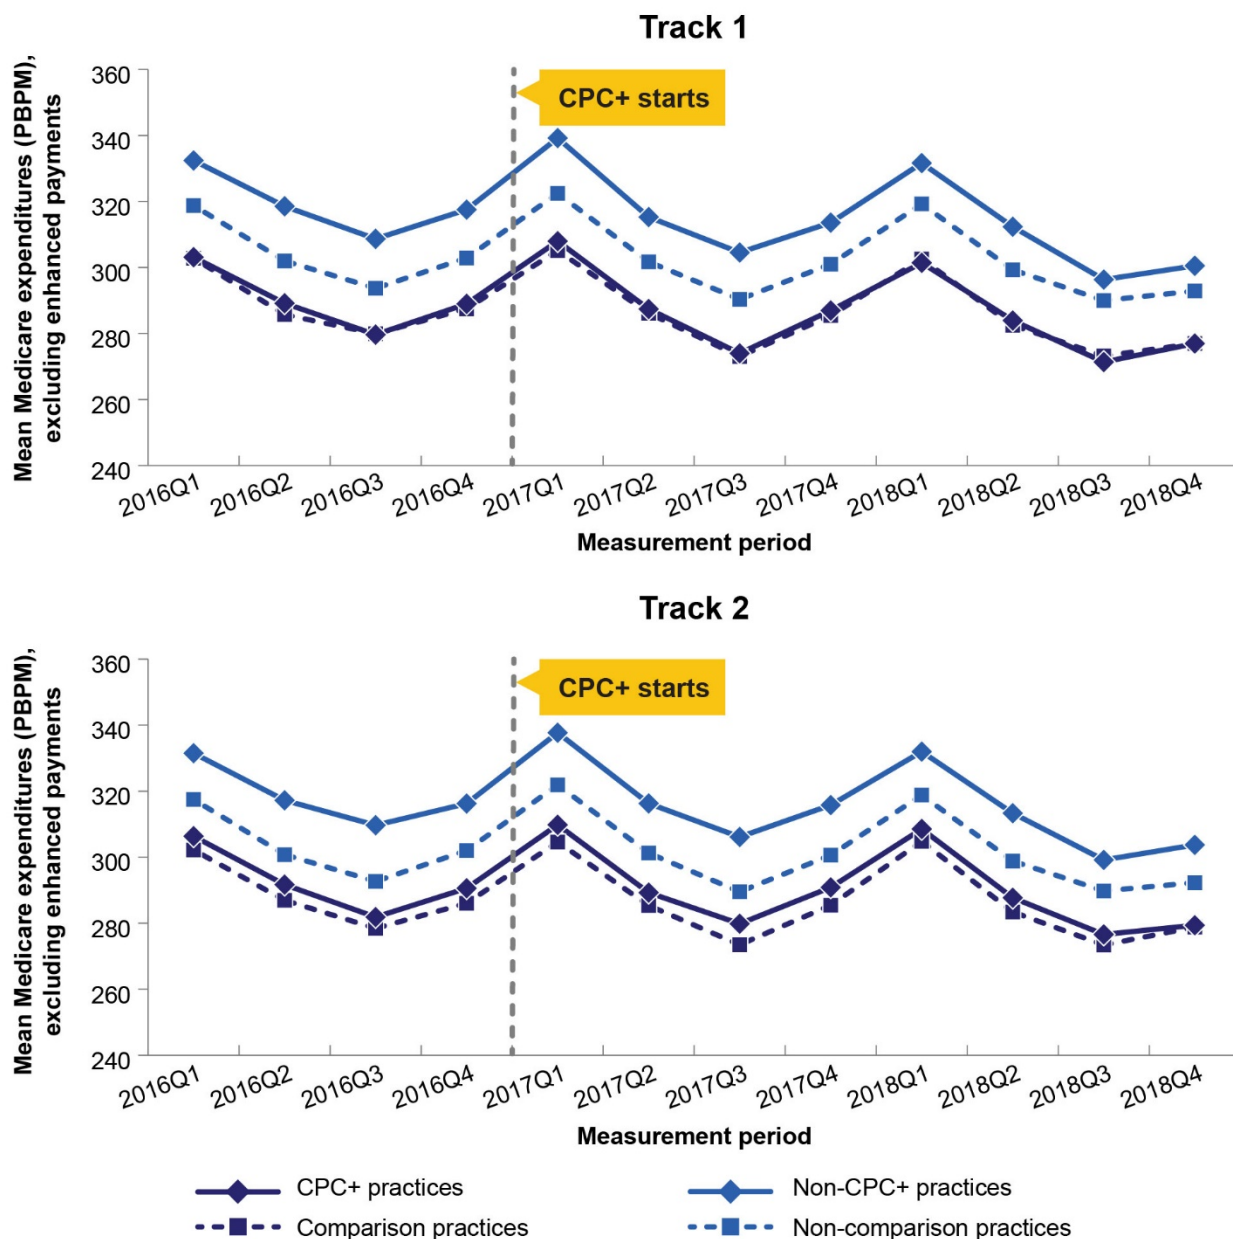 Track 1
Mean Medicare expenditures (PBPM),
excluding enhanced payments
360
340
320
300
280
260
240
CPC+ starts
2016Q1 2016Q2 2016Q3 2016Q4 2017Q1 2017Q2 2017Q3 2017Q4 2018Q1 2018Q2 2018Q3 2018Q4
Measurement period
Track 2
Mean Medicare expenditures (PBPM),
excluding enhanced payments
360
340
320
300
280
260
240
CPC+ starts
2016Q1 2016Q2 2016Q3 2016Q4 2017Q1 2017Q2 2017Q3 2017Q4 2018Q1 2018Q2 2018Q3 2018Q4
Measurement period
CPC+ practices
Non-CPC+ practices
Comparison practices
Non-comparison practices